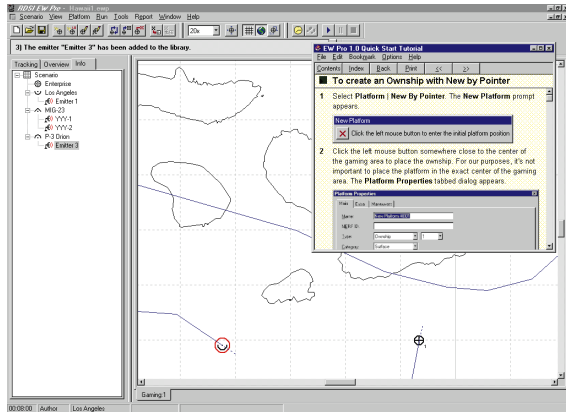 RDSI EW Pro - Hawaii1.ewp
Scenario View Platform Run Tools Report Window Help
20x
3) The emitter "Emitter 3" has been added to the library.
Tracking Overview Info
Scenario
Enterprise
Los Angeles
Emitter 1
MIG-23
YYY-1
YYY-2
P-3 Orion
Emitter 3
EW Pro 1.0 Quick Start Tutorial
File Edit Bookmark Options Help
Contents Index Back Print << >>
To create an Ownship with New by Pointer
1 Select Platform | New By Pointer. The New Platform prompt
appears.
New Platform
Click the left mouse button to enter the initial platform position
2 Click the left mouse button somewhere close to the center of
the gaming area to place the ownship. For our purposes, it's not
important to place the platform in the exact center of the gaming
area. The Platform Properties tabbed dialog appears.
Platform Properties
Main Maneuvers
Name:
Type: Ownship 1
Category: Surface
1
Gaming:1
00:08:00 Author Los Angeles